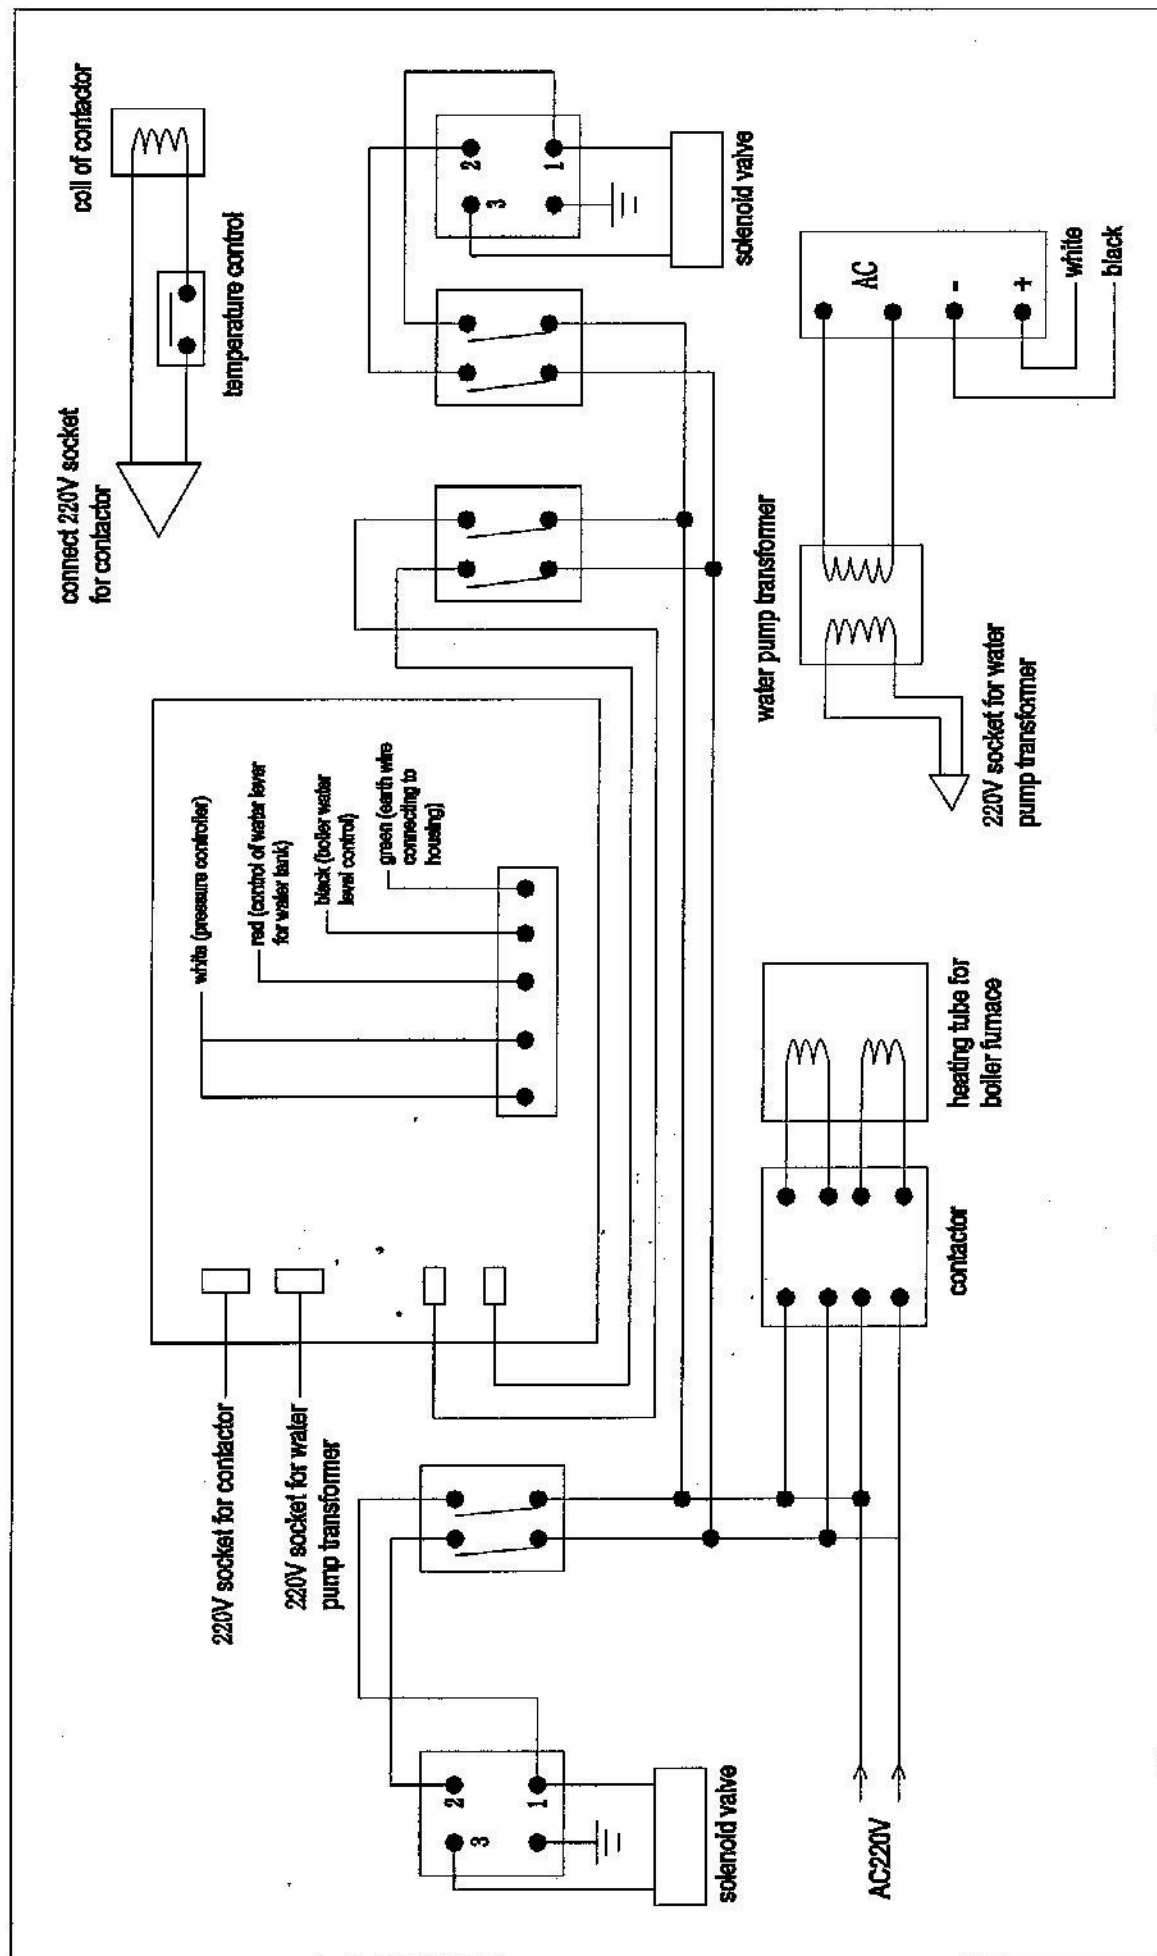 coil of contactor
connect 220V socket
for contactor
temperature control
2
1
3
solenoid valve
white (pressure controller)
red (control of water lever
for water tank)
black (boiler water
level control)
green (earth wire
connecting to
housing)
220V socket for contactor
220V socket for water
pump transformer
2
1
3
solenoid valve
AC220V
contactor
heating tube for
boiler furnace
water pump transformer
220V socket for water
pump transformer
AC
-
+
white
black